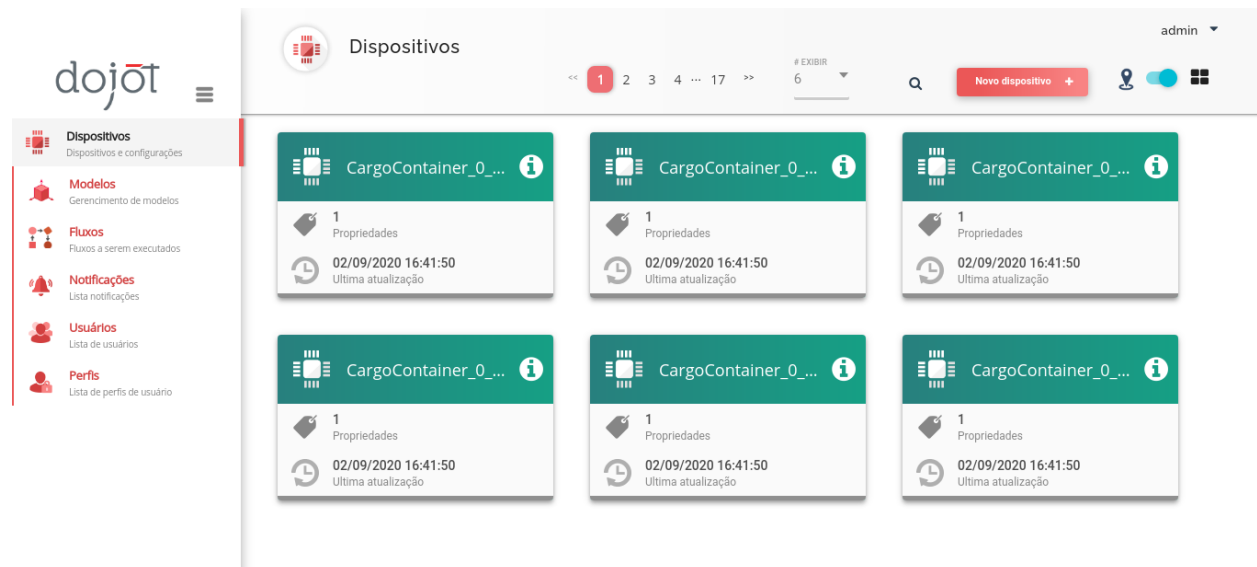 dojot
Dispositivos
Dispositivos e configurações
Modelos
Gerencimento de modelos
Fluxos
Fluxos a serem executados
Notificações
Lista notificações
Usuários
Lista de usuários
Perfis
Lista de perfis de usuário
Dispositivos
admin
<< 1 2 3 4 ... 17 >>
# EXIBIR
6
Novo dispositivo +
CargoContainer_0_...
1
Propriedades
02/09/2020 16:41:50
Ultima atualização
CargoContainer_0_...
1
Propriedades
02/09/2020 16:41:50
Ultima atualização
CargoContainer_0_...
1
Propriedades
02/09/2020 16:41:50
Ultima atualização
CargoContainer_0_...
1
Propriedades
02/09/2020 16:41:50
Ultima atualização
CargoContainer_0_...
1
Propriedades
02/09/2020 16:41:50
Ultima atualização
CargoContainer_0_...
1
Propriedades
02/09/2020 16:41:50
Ultima atualização